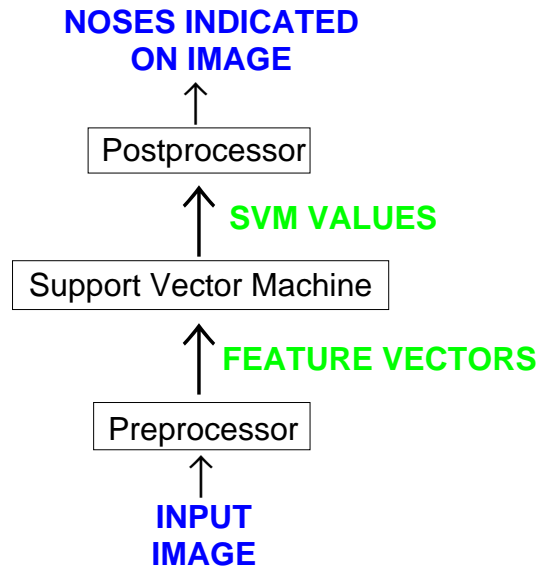 NOSES INDICATED
ON IMAGE
Postprocessor
SVM VALUES
Support Vector Machine
FEATURE VECTORS
Preprocessor
INPUT
IMAGE